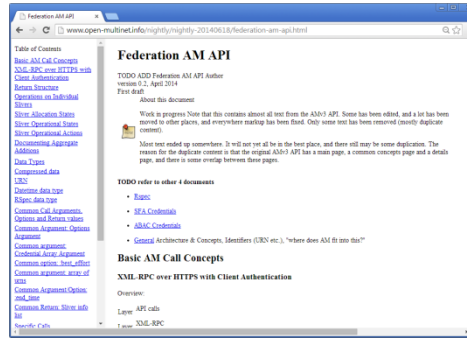 Federation AM API
www.open-multinet.info/nightly/nightly-20140618/federation-am-api.html
Table of Contents
Basic AM Call Concepts
XML-RPC over HTTPS with
Client Authentication
Return Structure
Operations on Individual
Slivers
Sliver Allocation States
Sliver Operational States
Sliver Operational Actions
Documenting Aggregate
Additions
Data Types
Compressed data
URN
Datetime data type
RSpec data type
Common Call Arguments,
Options and Return values
Common Argument: Options
Argument
Common argument:
Credential Array Argument
Common option: best_effort
Common argument: array of
urns
Common Argument/Option:
end_time
Common Return: Sliver info
list
Specific Calls
Federation AM API
TODO ADD Federation AM API Author
version 0.2, April 2014
First draft
About this document
Work in progress Note that this contains almost all text from the AMv3 API. Some has been edited, and a lot has been
moved to other places, and everywhere markup has been fixed. Only some text has been removed (mostly duplicate
content).
Most text ended up somewhere. It will not yet all be in the best place, and there still may be some duplication. The
reason for the duplicate content is that the original AMv3 API has a main page, a common concepts page and a details
page, and there is some overlap between these pages.
TODO refer to other 4 documents
Rspec
SFA Credentials
ABAC Credentials
General Architecture & Concepts, Identifiers (URN etc.), "where does AM fit into this?"
Basic AM Call Concepts
XML-RPC over HTTPS with Client Authentication
Overview:
Layer API calls
Layer XML-RPC